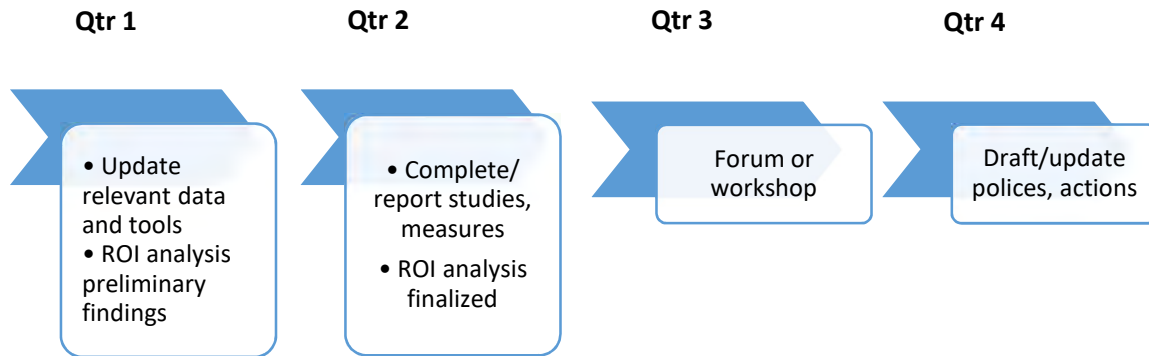 Qtr 1
Qtr 2
Qtr 3
Qtr 4
• Update
relevant data
and tools
• ROI analysis
preliminary
findings
• Complete/
report studies,
measures
• ROI analysis
finalized
Forum or
workshop
Draft/update
polices, actions